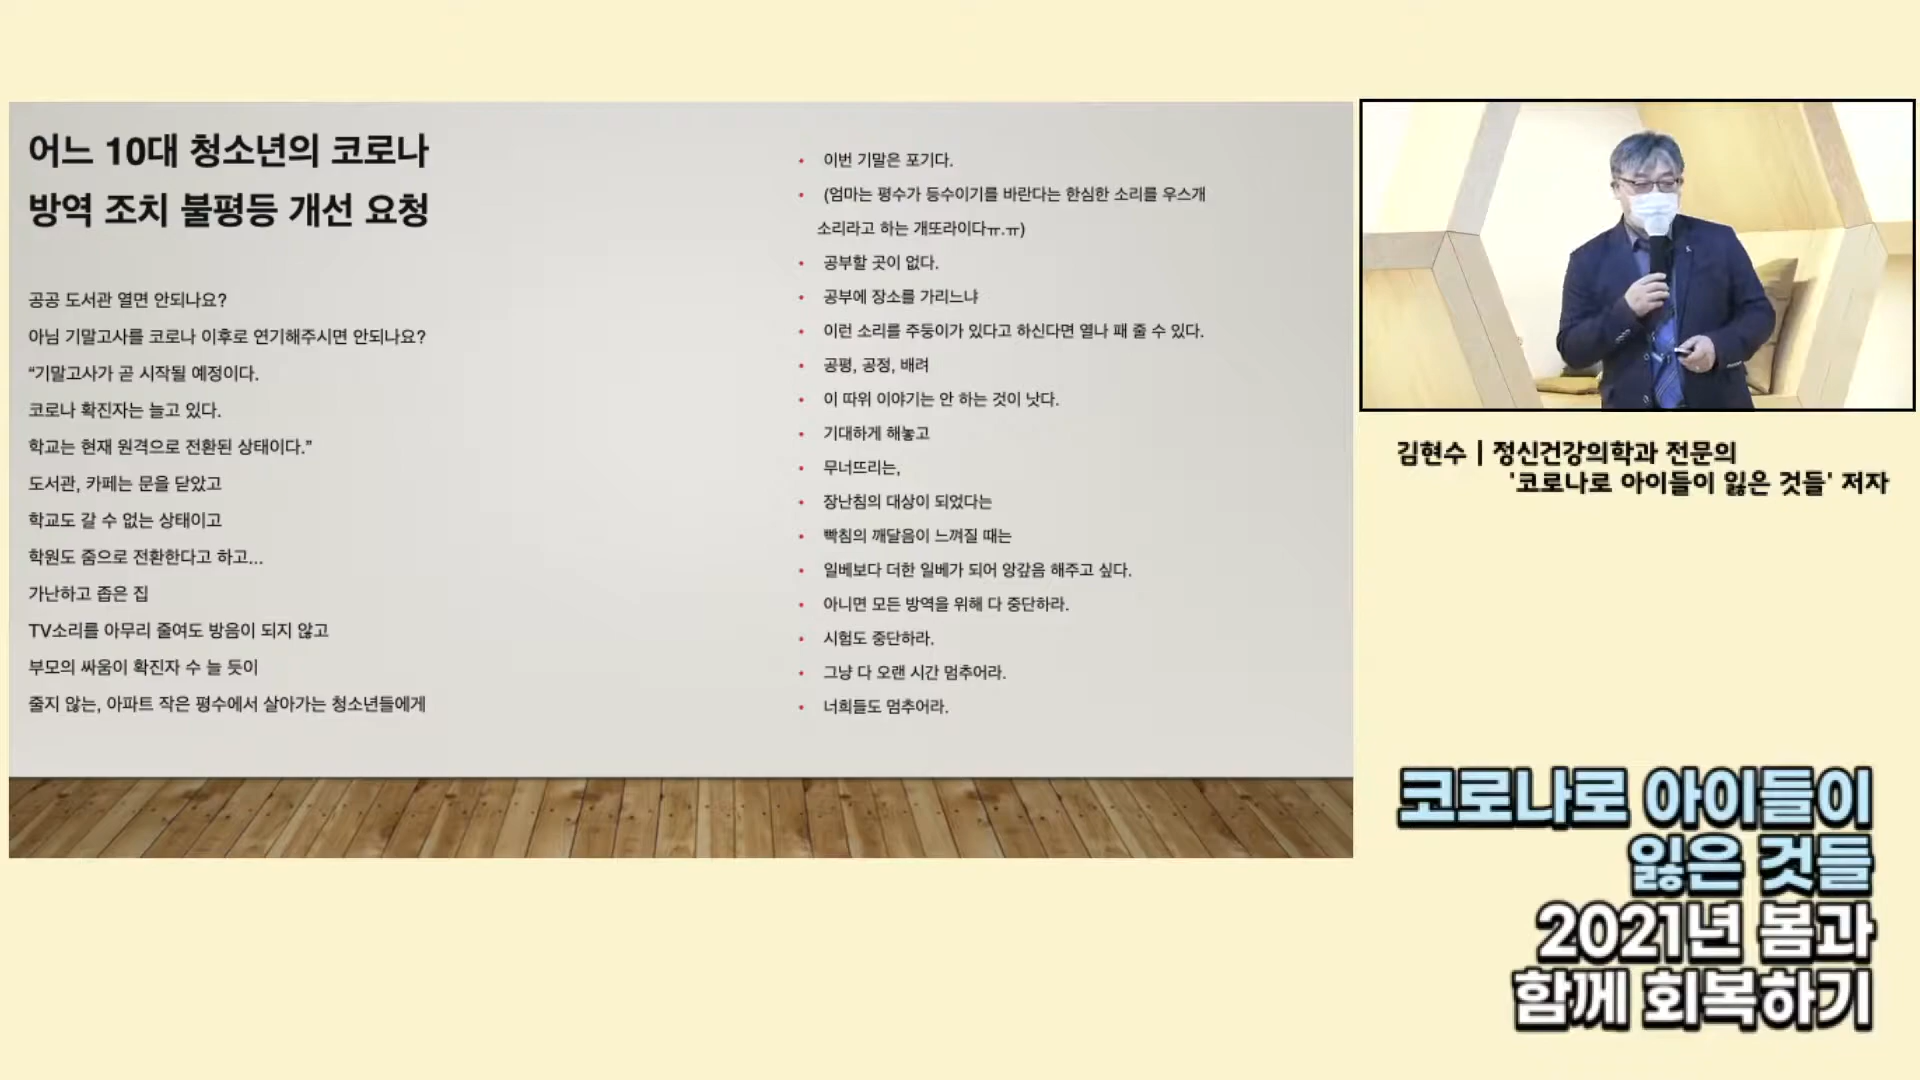 어느 10대 청소년의 코로나
방역 조치 불평등 개선 요청
공공 도서관 열면 안되나요?
아님 기말고사를 코로나 이후로 연기해주시면 안되나요?
“기말고사가 곧 시작될 예정이다.
코로나 확진자는 늘고 있다.
학교는 현재 원격으로 전환된 상태이다.”
도서관, 카페는 문을 닫았고
학교도 갈 수 없는 상태이고
학원도 줌으로 전환한다고 하고...
가난하고 좁은 집
TV소리를 아무리 줄여도 방음이 되지 않고
부모의 싸움이 확진자 수 늘 듯이
줄지 않는, 아파트 작은 평수에서 살아가는 청소년들에게
• 이번 기말은 포기다.
• (엄마는 평수가 등수이기를 바란다는 한심한 소리를 우스개
소리라고 하는 개또라이다ㅠ.ㅠ)
• 공부할 곳이 없다.
• 공부에 장소를 가리느냐
• 이런 소리를 주둥이가 있다고 하신다면 열나 패 줄 수 있다.
• 공평, 공정, 배려
• 이 따위 이야기는 안 하는 것이 낫다.
• 기대하게 해놓고
• 무너뜨리는,
• 장난침의 대상이 되었다는
• 빡침의 깨달음이 느껴질 때는
• 일베보다 더한 일베가 되어 앙갚음 해주고 싶다.
• 아니면 모든 방역을 위해 다 중단하라.
• 시험도 중단하라.
• 그냥 다 오랜 시간 멈추어라.
• 너희들도 멈추어라.
김현수 | 정신건강의학과 전문의
'코로나로 아이들이 잃은 것들' 저자
코로나로 아이들이
잃은 것들
2021년 봄과
함께 회복하기